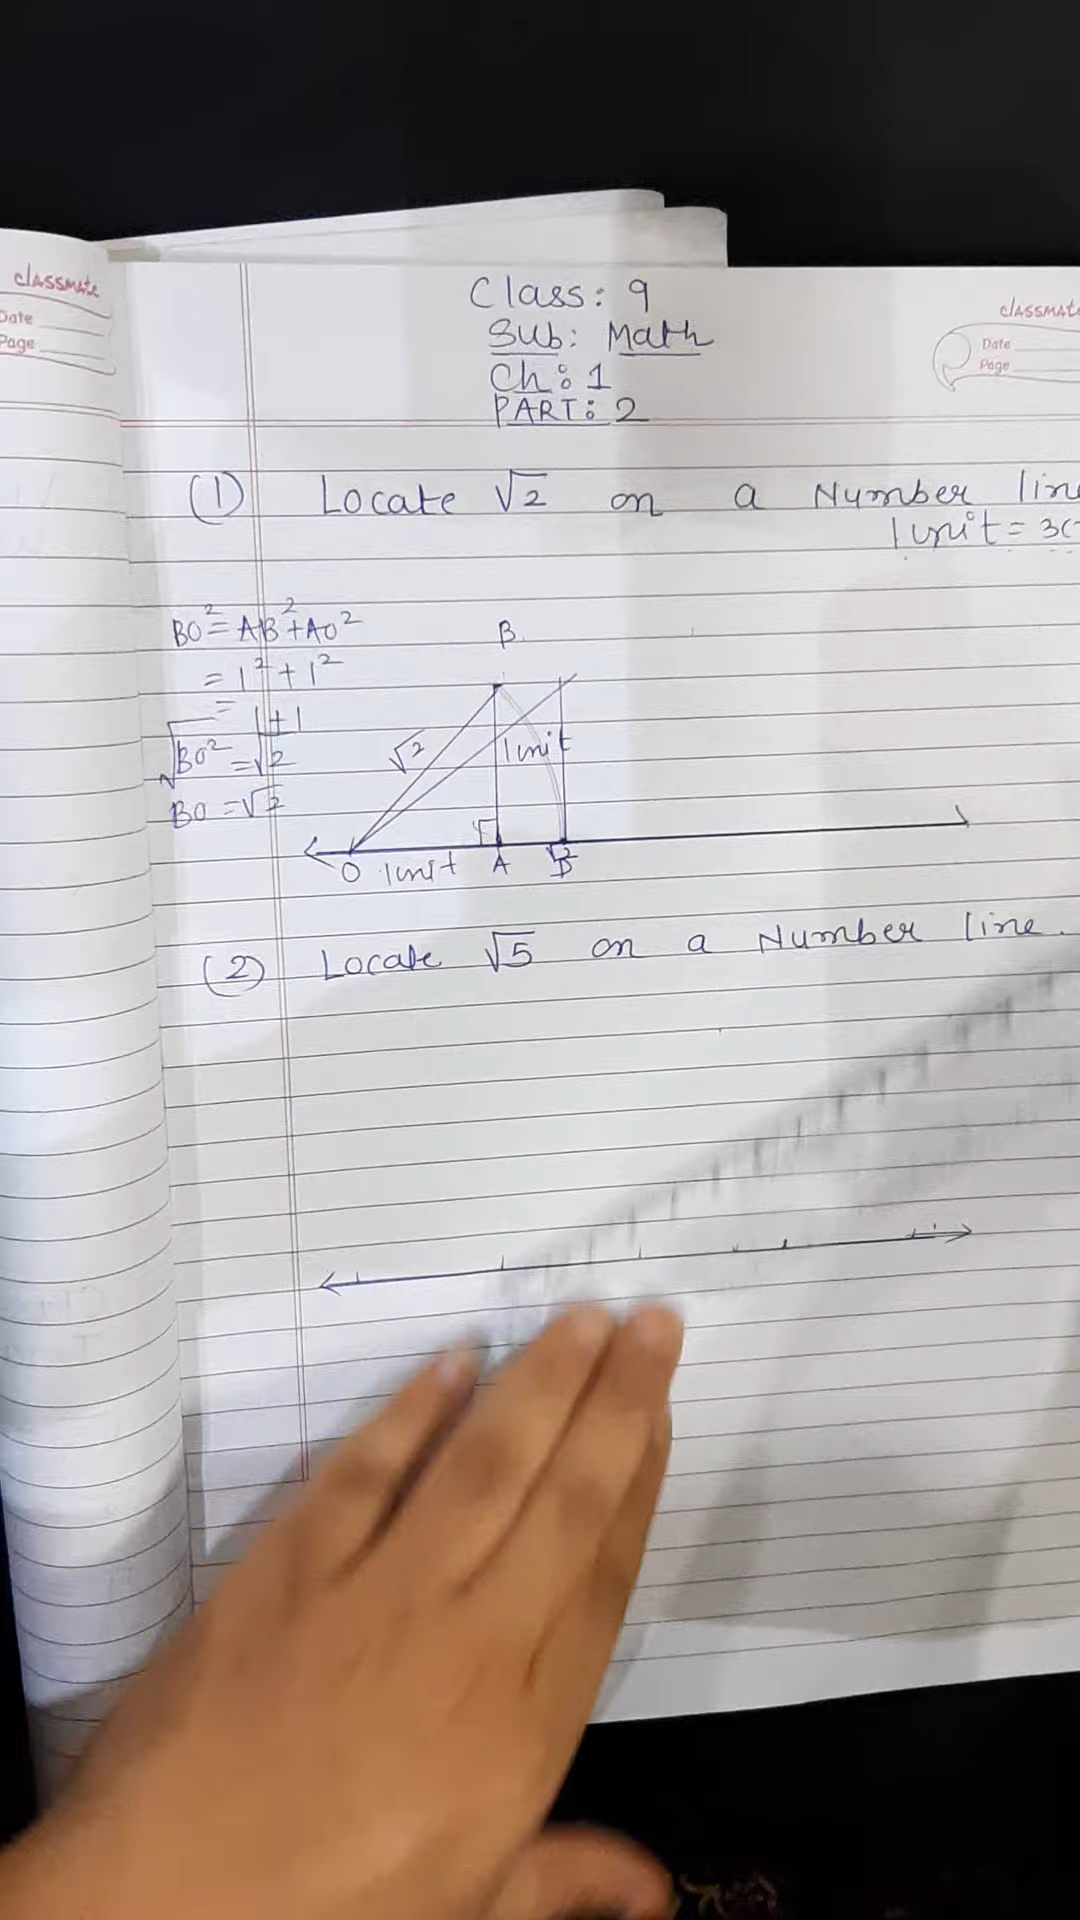 classmate
Date
Page
classmate
Date
Page
Class: 9
Sub: Math
Ch: 1
PART: 2
(1) Locate √2 on a Number line
1 unit = 3
BO² = AB² + AO²
= 1² + 1²
= 1+1
√BO² = √2
BO = √2
B
√2
1 unit
O 1 unit A B
√2
(2) Locate √5 on a Number line.